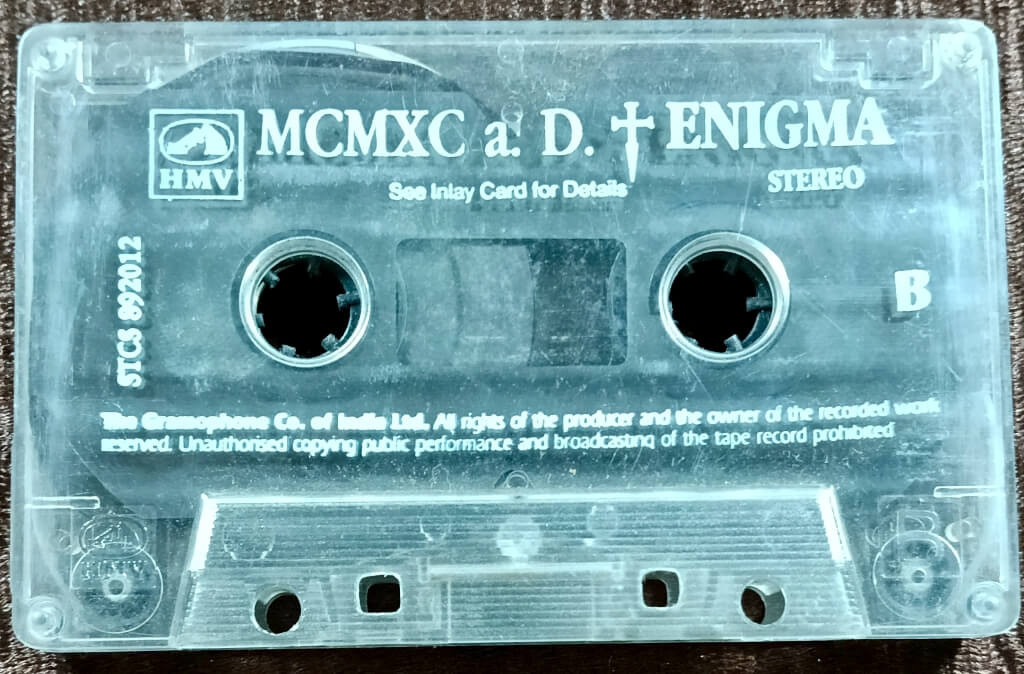 MCMXC a. D. † ENIGMA
HMV
See Inlay Card for Details
STEREO
STCS 892012
B
The Gramophone Co. of India Ltd. All rights of the producer and the owner of the recorded work
reserved. Unauthorised copying public performance and broadcasting of the tape record prohibited
HMV